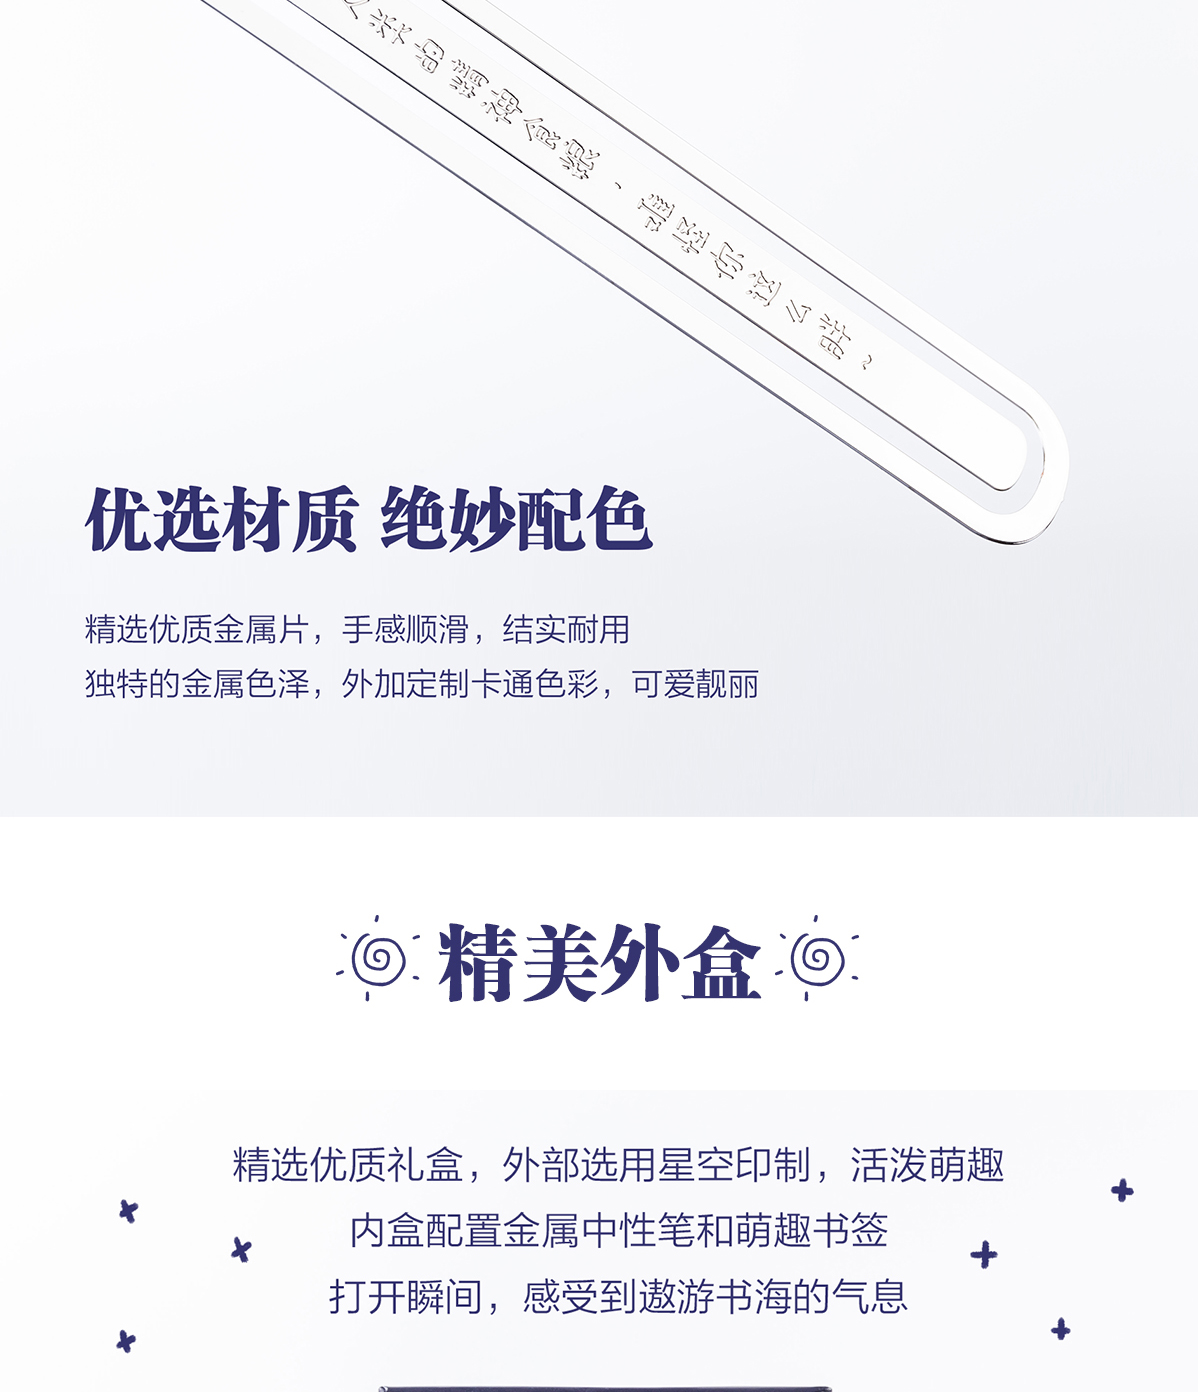 优选材质 绝妙配色
精选优质金属片，手感顺滑，结实耐用
独特的金属色泽，外加定制卡通色彩，可爱靓丽
精美外盒
精选优质礼盒，外部选用星空印制，活泼萌趣
内盒配置金属中性笔和萌趣书签
打开瞬间，感受到遨游书海的气息